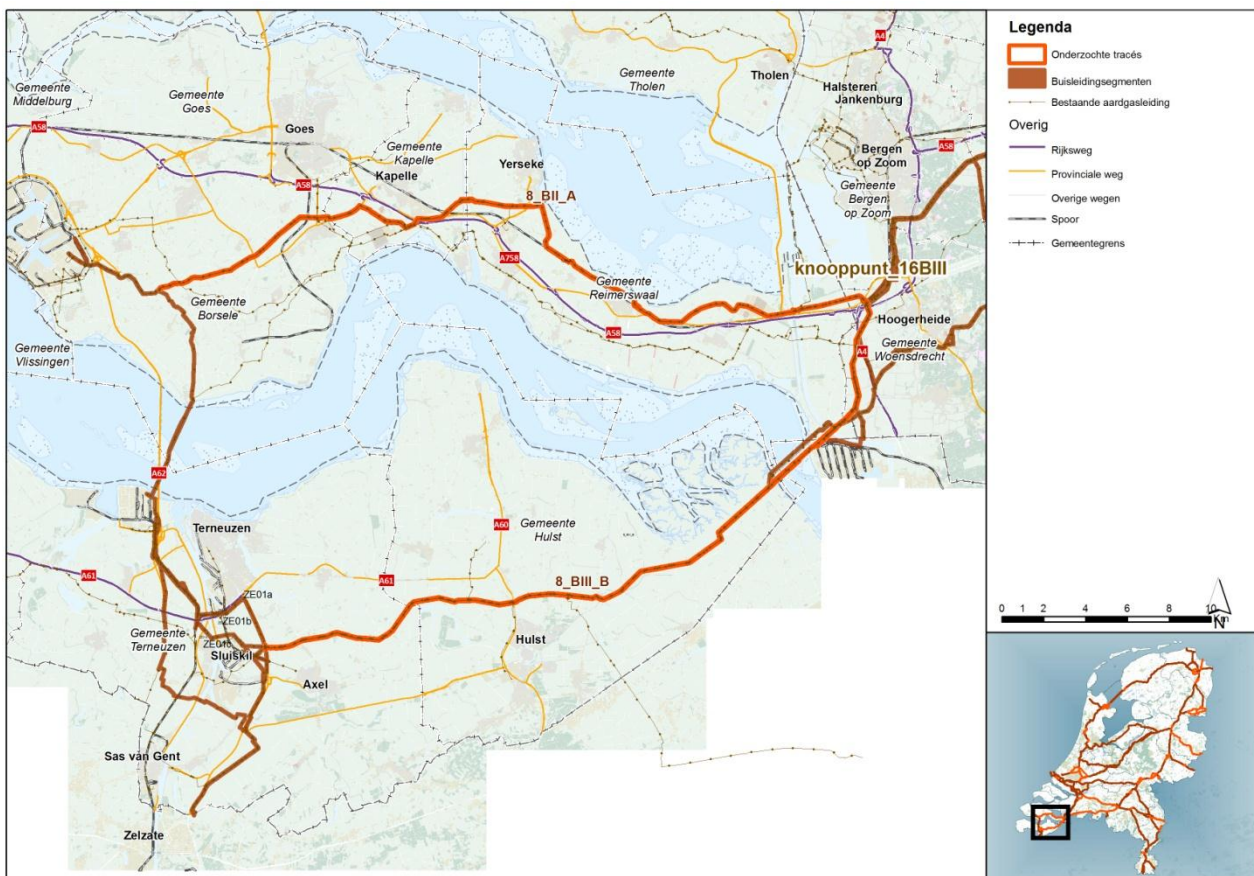 Gemeente
Middelburg
A58
Gemeente
Goes
Goes
Gemeente
Kapelle
Kapelle
A58
Yerseke
8_BII_A
Gemeente
Tholen
Tholen
A4
Halsteren
Jankenburg
Bergen
op Zoom
A58
Gemeente
Bergen
op Zoom
knooppunt_16BIII
A758
Gemeente
Reimerswaal
A58
Hoogerheide
A4
Gemeente
Woensdrecht
Gemeente
Borsele
Gemeente
Vlissingen
A62
Terneuzen
Gemeente
Hulst
A60
A61
A61
8_BIII_B
ZE01a
ZE01b
ZE01c
Gemeente
Terneuzen
Sluiskil
Hulst
Axel
Sas van Gent
Zelzate
Legenda
Onderzochte tracés
Buisleidingsegmenten
Bestaande aardgasleiding
Overig
Rijksweg
Provinciale weg
Overige wegen
Spoor
Gemeentegrens
0 1 2 4 6 8 10
Km
N